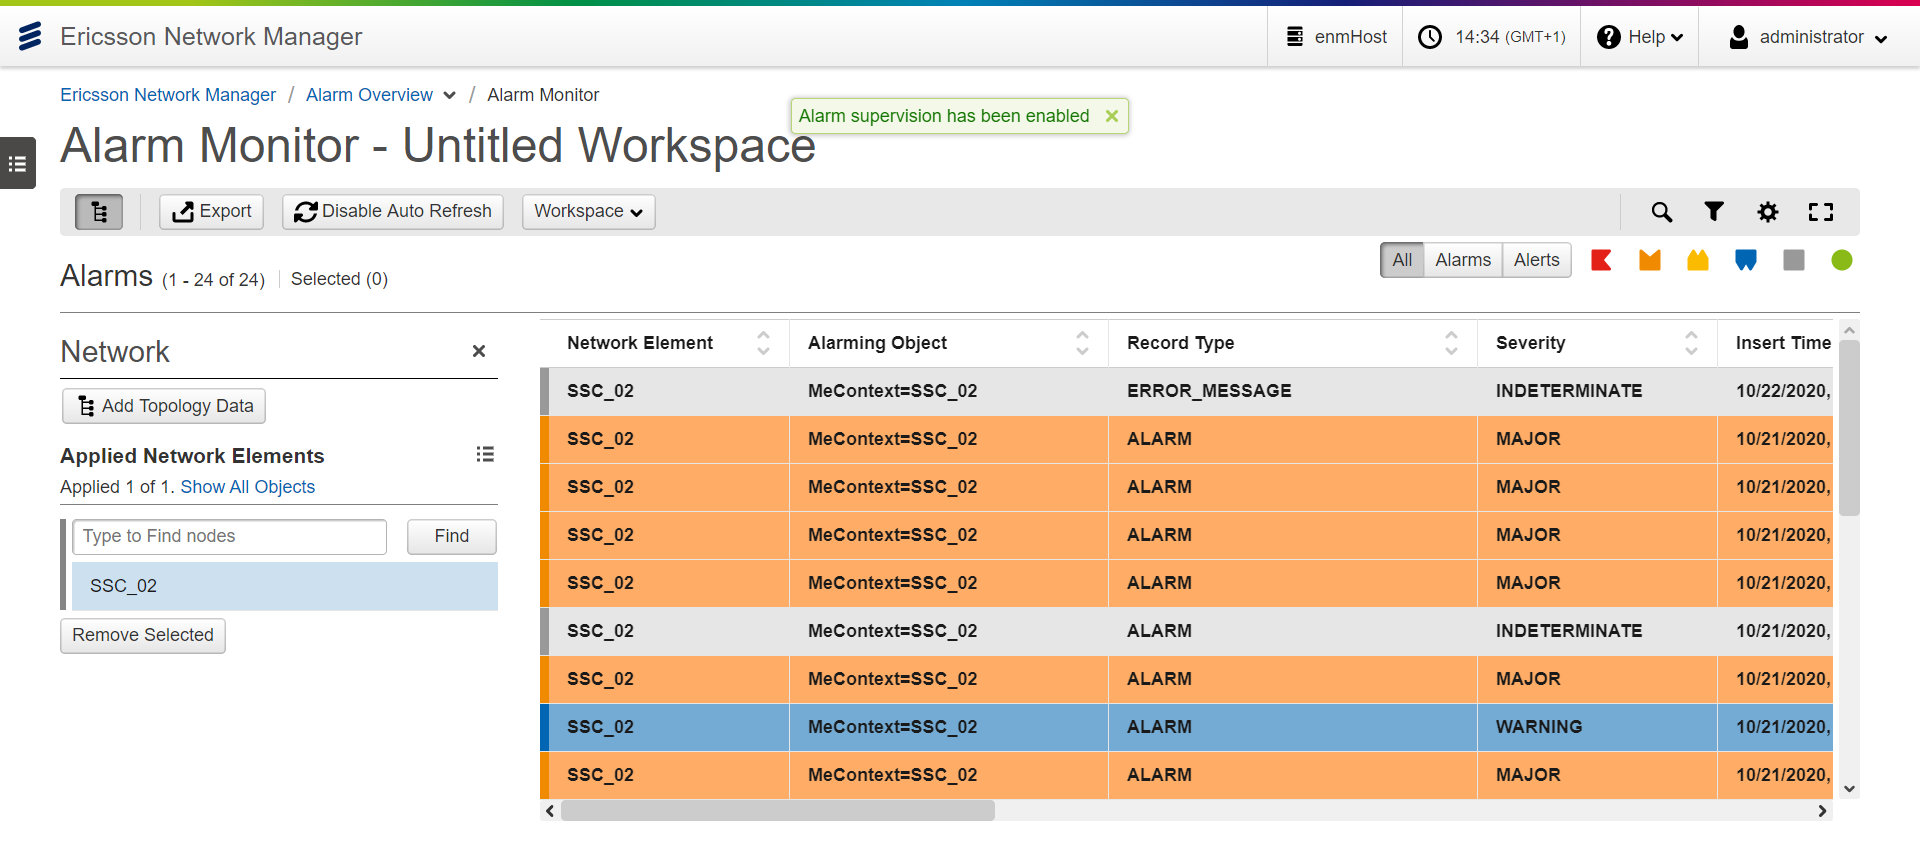 Ericsson Network Manager
enmHost
14:34 (GMT+1)
Help
administrator
Ericsson Network Manager / Alarm Overview / Alarm Monitor
Alarm supervision has been enabled
Alarm Monitor - Untitled Workspace
Export
Disable Auto Refresh
Workspace
Alarms (1 - 24 of 24) Selected (0)
All Alarms Alerts
Network
Add Topology Data
Applied Network Elements
Applied 1 of 1. Show All Objects
Type to Find nodes
Find
SSC_02
Remove Selected
Network Element Alarming Object Record Type Severity Insert Time
SSC_02 MeContext=SSC_02 ERROR_MESSAGE INDETERMINATE 10/22/2020,
SSC_02 MeContext=SSC_02 ALARM MAJOR 10/21/2020,
SSC_02 MeContext=SSC_02 ALARM MAJOR 10/21/2020,
SSC_02 MeContext=SSC_02 ALARM MAJOR 10/21/2020,
SSC_02 MeContext=SSC_02 ALARM MAJOR 10/21/2020,
SSC_02 MeContext=SSC_02 ALARM INDETERMINATE 10/21/2020,
SSC_02 MeContext=SSC_02 ALARM MAJOR 10/21/2020,
SSC_02 MeContext=SSC_02 ALARM WARNING 10/21/2020,
SSC_02 MeContext=SSC_02 ALARM MAJOR 10/21/2020,